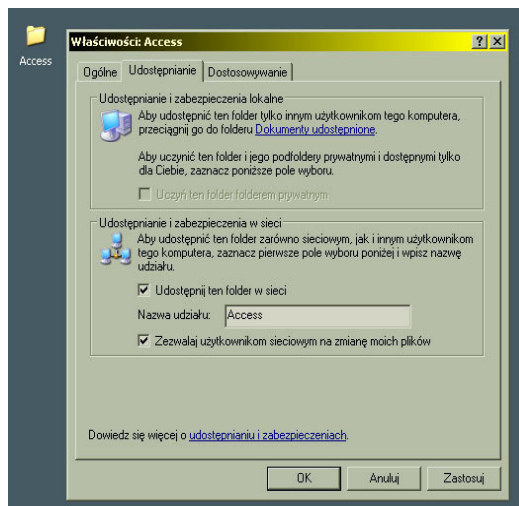 Access
Właściwości: Access
Ogólne Udostępnianie Dostosowywanie
Udostępnianie i zabezpieczenia lokalne
Aby udostępnić ten folder tylko innym użytkownikom tego komputera,
przeciągnij go do folderu Dokumenty udostępnione.
Aby uczynić ten folder i jego podfoldery prywatnymi i dostępnymi tylko
dla Ciebie, zaznacz poniższe pole wyboru.
Uczyń ten folder folderem prywatnym
Udostępnianie i zabezpieczenia w sieci
Aby udostępnić ten folder zarówno sieciowym, jak i innym użytkownikom
tego komputera, zaznacz pierwsze pole wyboru poniżej i wpisz nazwę
udziału.
Udostępnij ten folder w sieci
Nazwa udziału: Access
Zezwalaj użytkownikom sieciowym na zmianę moich plików
Dowiedz się więcej o udostępnianiu i zabezpieczeniach.
OK Anuluj Zastosuj